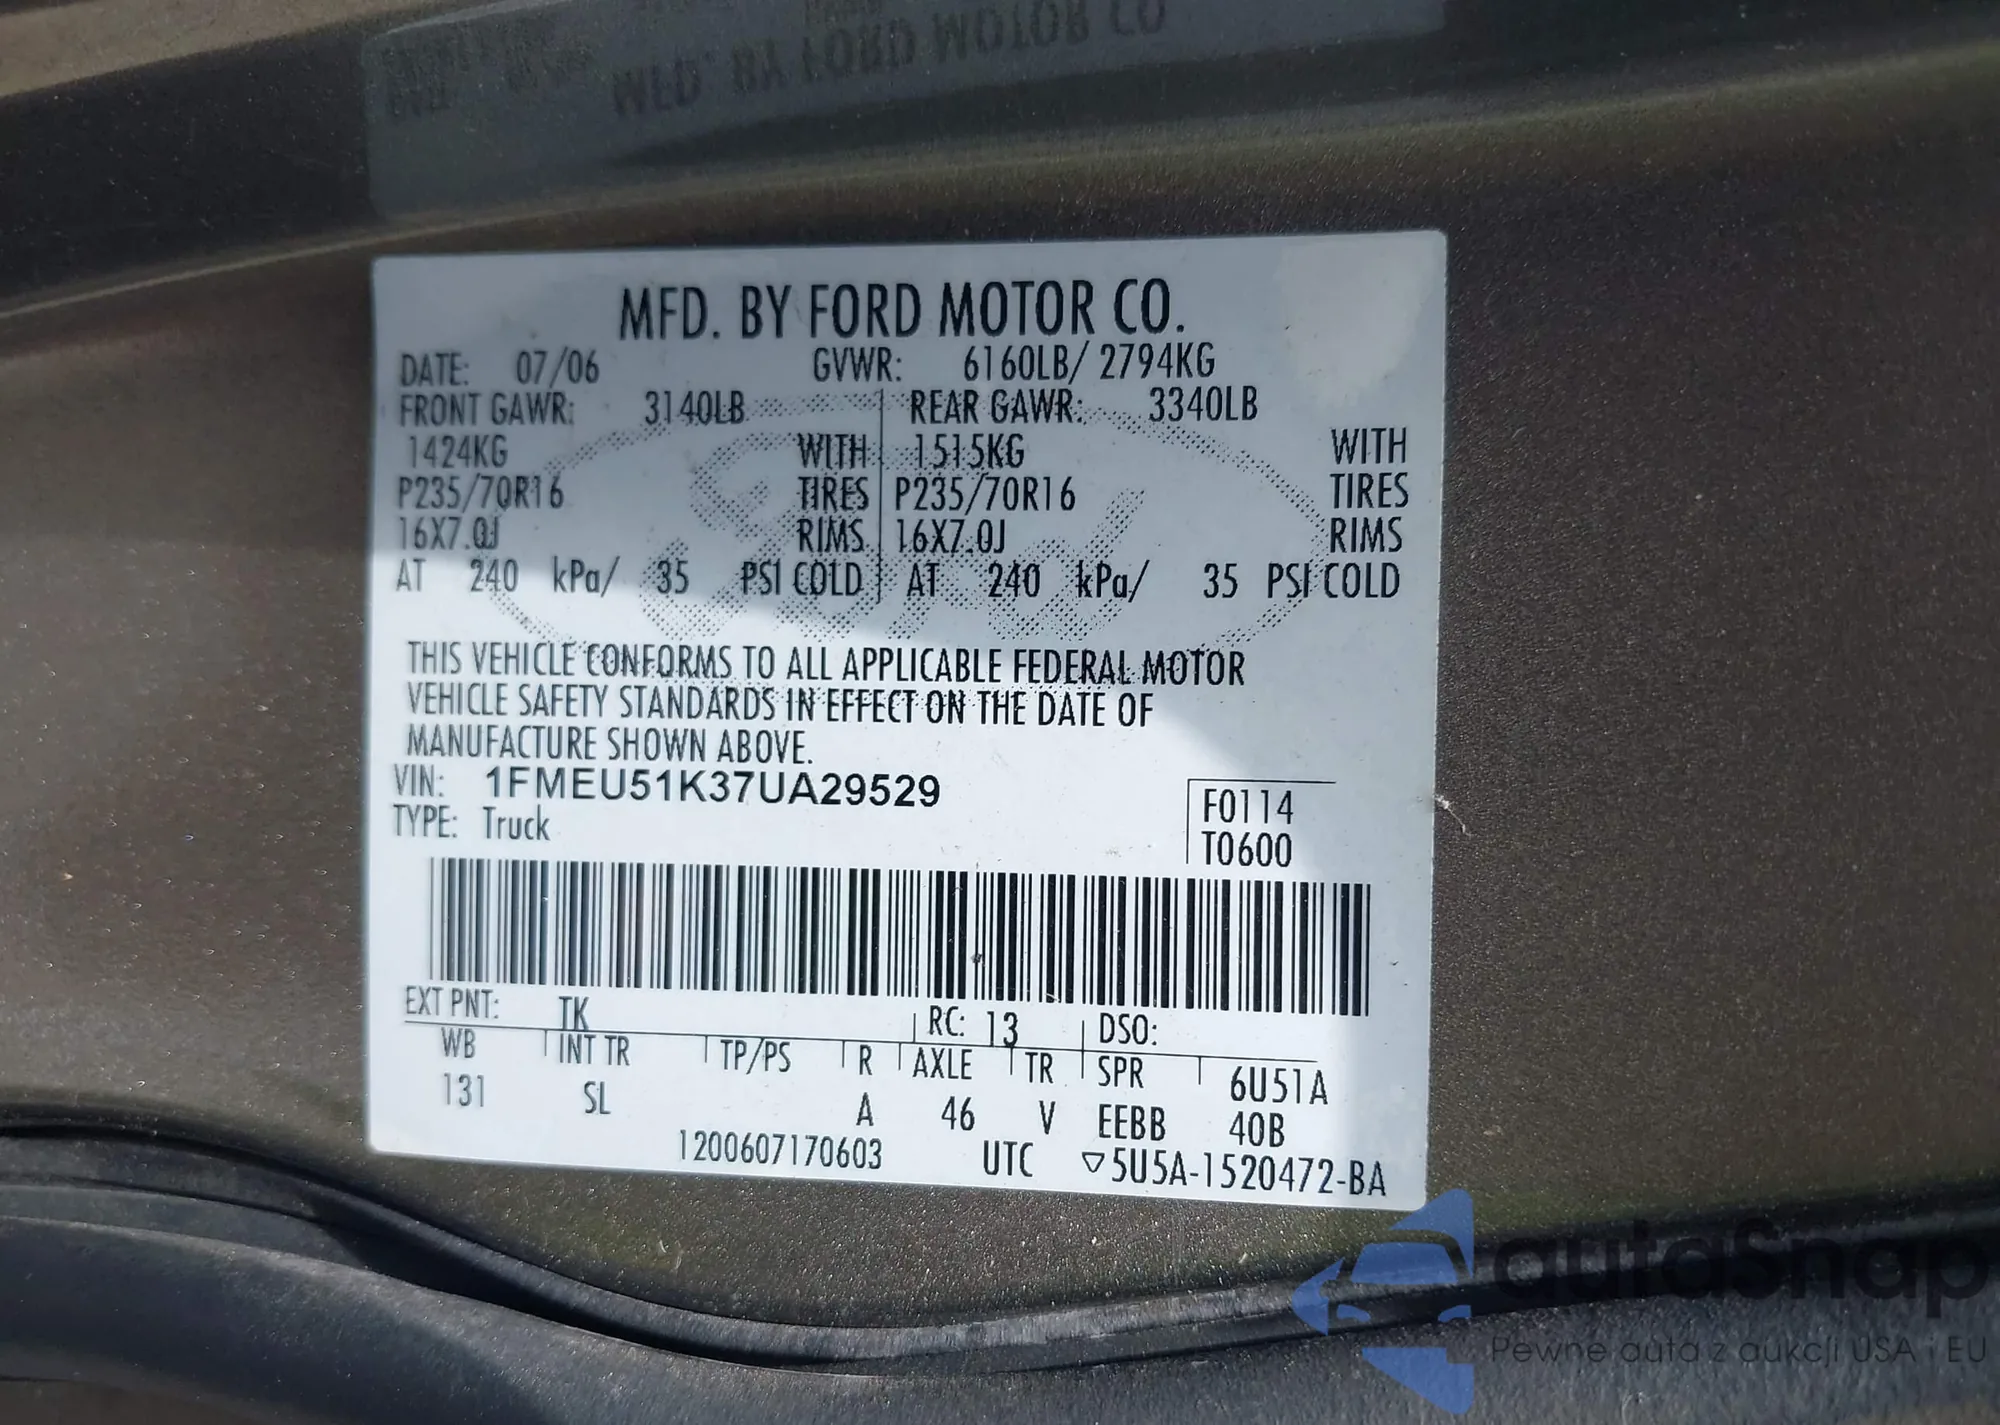 MFD. BY FORD MOTOR CO.
DATE: 07/06 GVWR: 6160LB/ 2794KG
FRONT GAWR: 3140LB REAR GAWR: 3340LB
1424KG WITH 1515KG WITH
P235/70R16 TIRES P235/70R16 TIRES
16X7.0J RIMS 16X7.0J RIMS
AT 240 kPa/ 35 PSI COLD AT 240 kPa/ 35 PSI COLD
THIS VEHICLE CONFORMS TO ALL APPLICABLE FEDERAL MOTOR
VEHICLE SAFETY STANDARDS IN EFFECT ON THE DATE OF
MANUFACTURE SHOWN ABOVE.
VIN: 1FMEU51K37UA29529
TYPE: Truck
F0114
T0600
EXT PNT: TK RC: 13 DSO:
WB INT TR TP/PS R AXLE TR SPR 6U51A
131 SL A 46 V EEBB 40B
1200607170603 UTC ▽5U5A-1520472-BA
autoSnap
Pewne auta z aukcji USA i EU